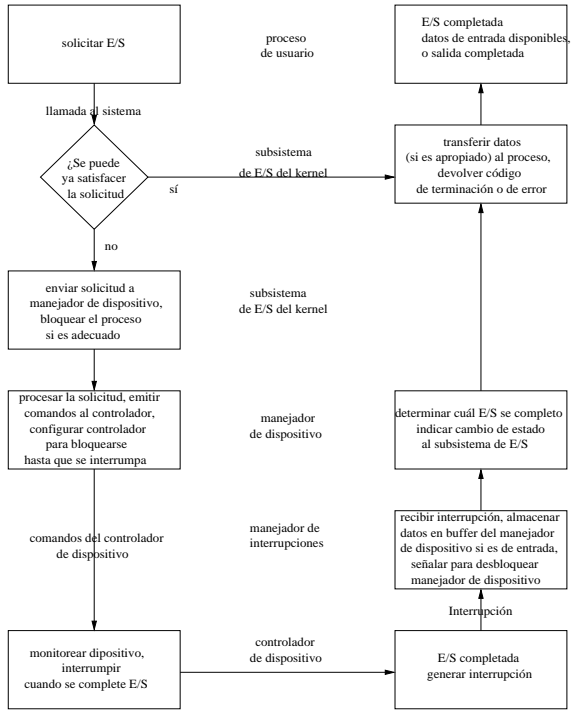 solicitar E/S
proceso
de usuario
E/S completada
datos de entrada disponibles,
o salida completada
llamada al sistema
¿Se puede
ya satisfacer
la solicitud
sí
no
subsistema
de E/S del kernel
transferir datos
(si es apropiado) al proceso,
devolver código
de terminación o de error
enviar solicitud a
manejador de dispositivo,
bloquear el proceso
si es adecuado
subsistema
de E/S del kernel
procesar la solicitud, emitir
comandos al controlador,
configurar controlador
para bloquearse
hasta que se interrumpa
manejador
de dispositivo
determinar cuál E/S se completo
indicar cambio de estado
al subsistema de E/S
comandos del controlador
de dispositivo
manejador de
interrupciones
recibir interrupción, almacenar
datos en buffer del manejador
de dispositivo si es de entrada,
señalar para desbloquear
manejador de dispositivo
Interrupción
monitorear dipositivo,
interrumpir
cuando se complete E/S
controlador
de dispositivo
E/S completada
generar interrupción